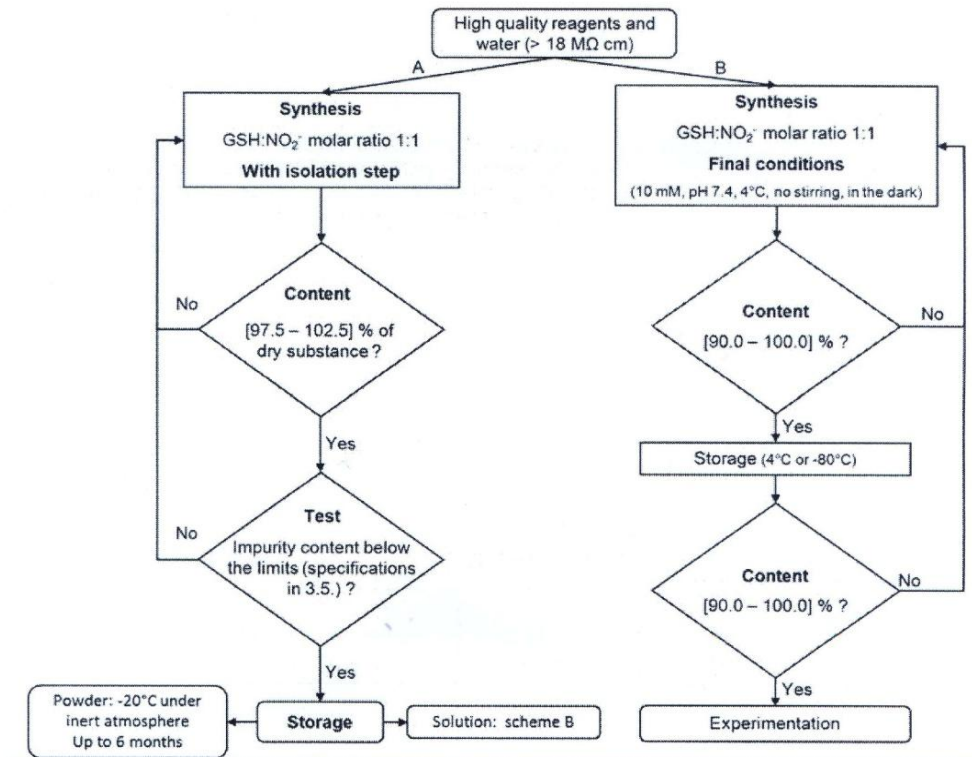 High quality reagents and
water (> 18 MΩ cm)
A
B
Synthesis
GSH:NO₂⁻ molar ratio 1:1
With isolation step
Synthesis
GSH:NO₂⁻ molar ratio 1:1
Final conditions
(10 mM, pH 7.4, 4°C, no stirring, in the dark)
No
Content
[97.5 – 102.5] % of
dry substance ?
Yes
Content
[90.0 – 100.0] % ?
No
Yes
Storage (4°C or -80°C)
No
Test
Impurity content below
the limits (specifications
in 3.5.) ?
Yes
Content
[90.0 – 100.0] % ?
No
Yes
Powder: -20°C under
inert atmosphere
Up to 6 months
Storage
Solution: scheme B
Experimentation